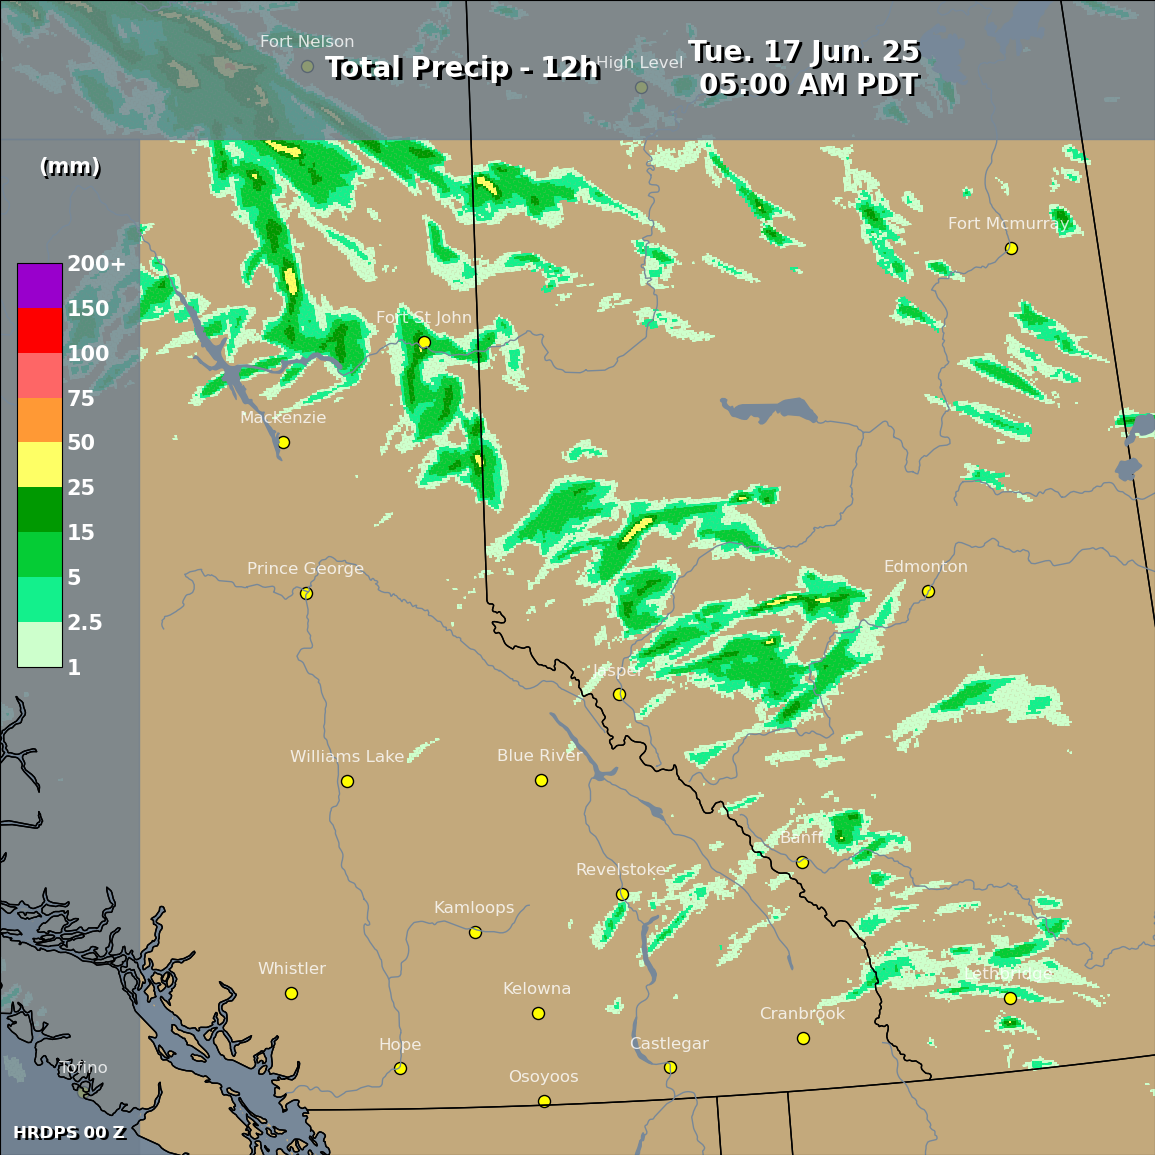 Fort Nelson
Total Precip - 12h
High Level
Tue. 17 Jun. 25
05:00 AM PDT
(mm)
Fort Mcmurray
200+
150
100
75
50
25
15
5
2.5
1
Fort St John
Mackenzie
Prince George
Edmonton
Jasper
Williams Lake
Blue River
Banff
Revelstoke
Kamloops
Whistler
Lethbridge
Kelowna
Cranbrook
Hope
Castlegar
Tofino
Osoyoos
HRDPS 00 Z